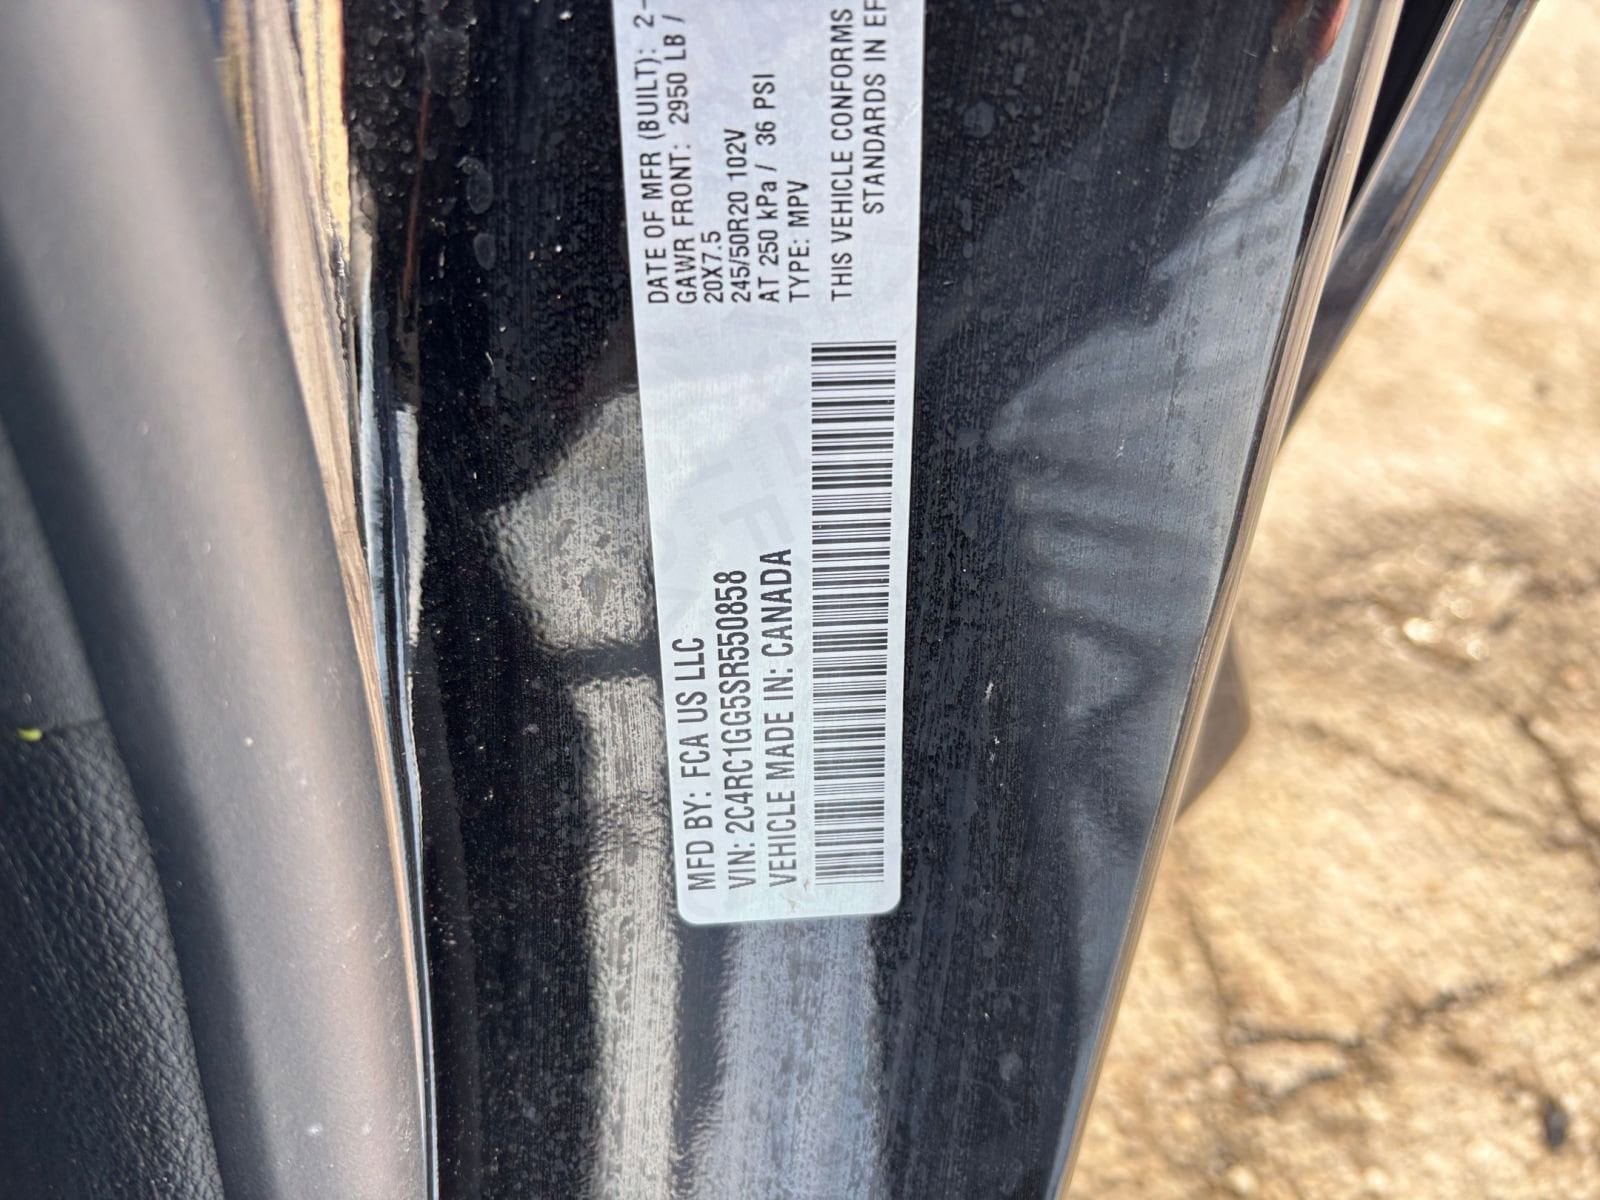 MFD BY: FCA US LLC
VIN: 2C4RC1GG5SR550858
VEHICLE MADE IN: CANADA
DATE OF MFR (BUILT): 2-
GAWR FRONT: 2950 LB /
20X7.5
245/50R20 102V
AT 250 kPa / 36 PSI
TYPE: MPV
THIS VEHICLE CONFORMS
STANDARDS IN EF